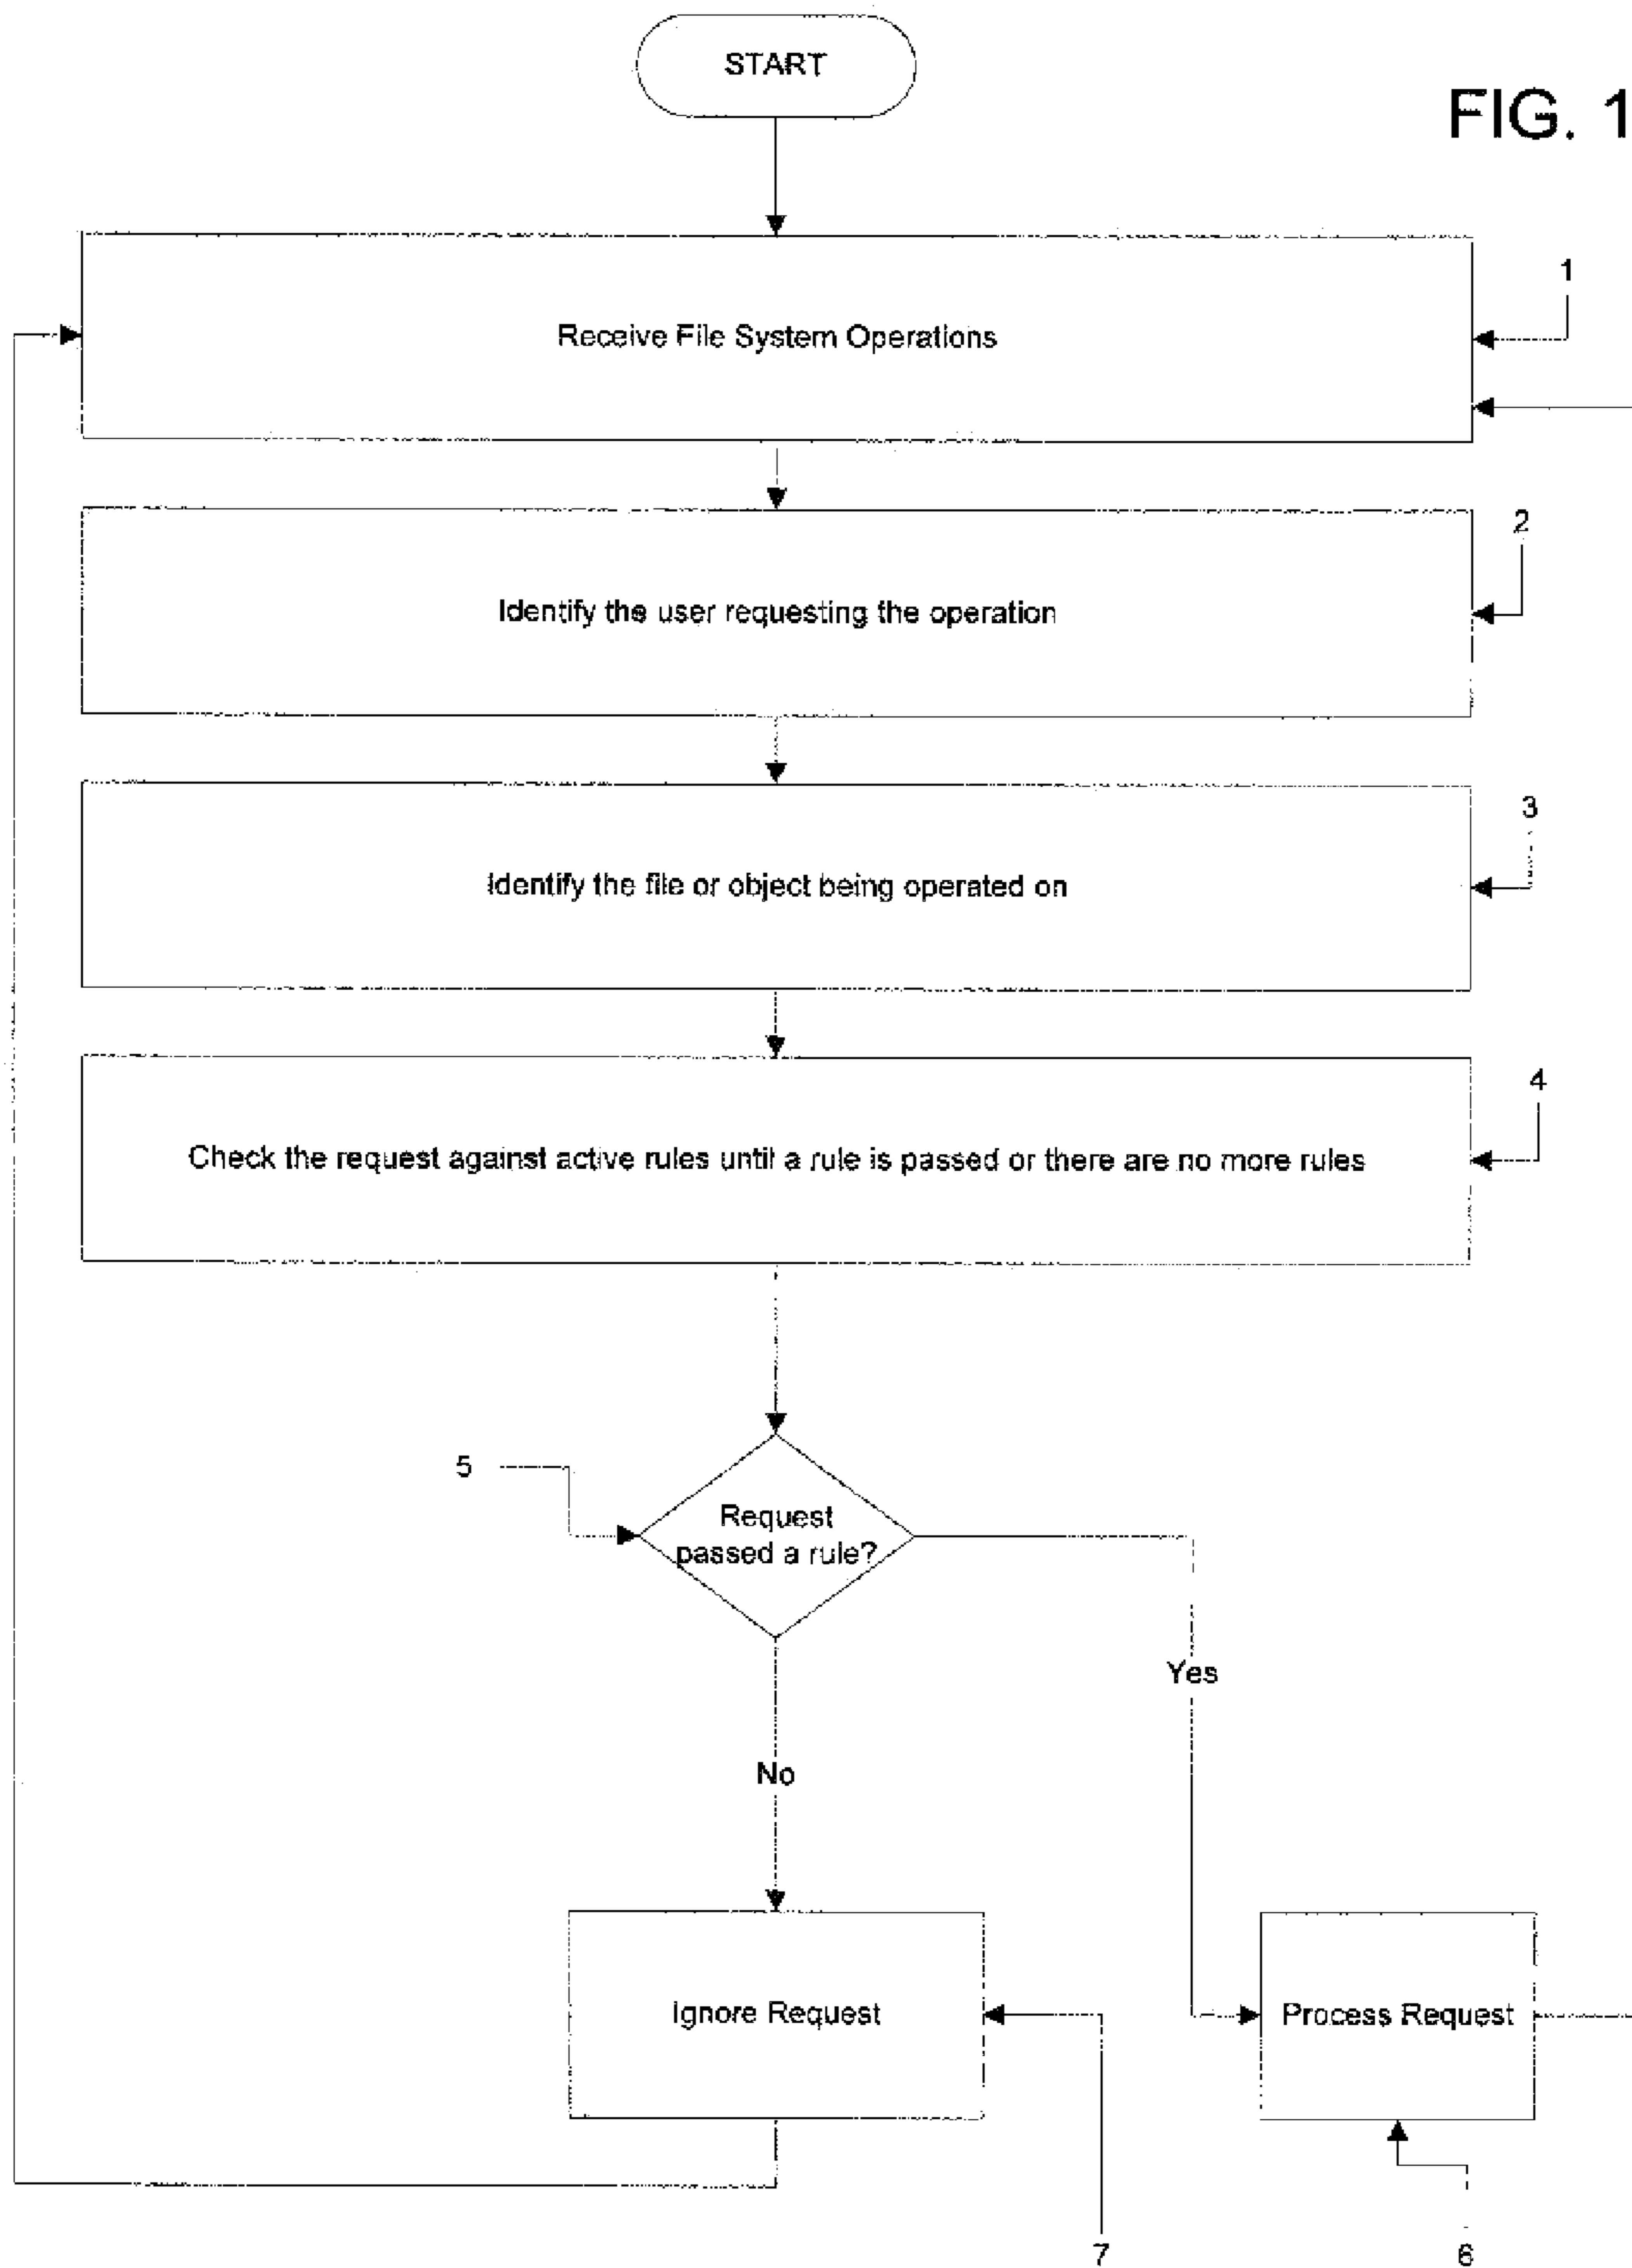 START
FIG. 1
1
Receive File System Operations
2
Identify the user requesting the operation
3
Identify the file or object being operated on
4
Check the request against active rules until a rule is passed or there are no more rules
5
Request
passed a rule?
Yes
No
Ignore Request
Process Request
7
6